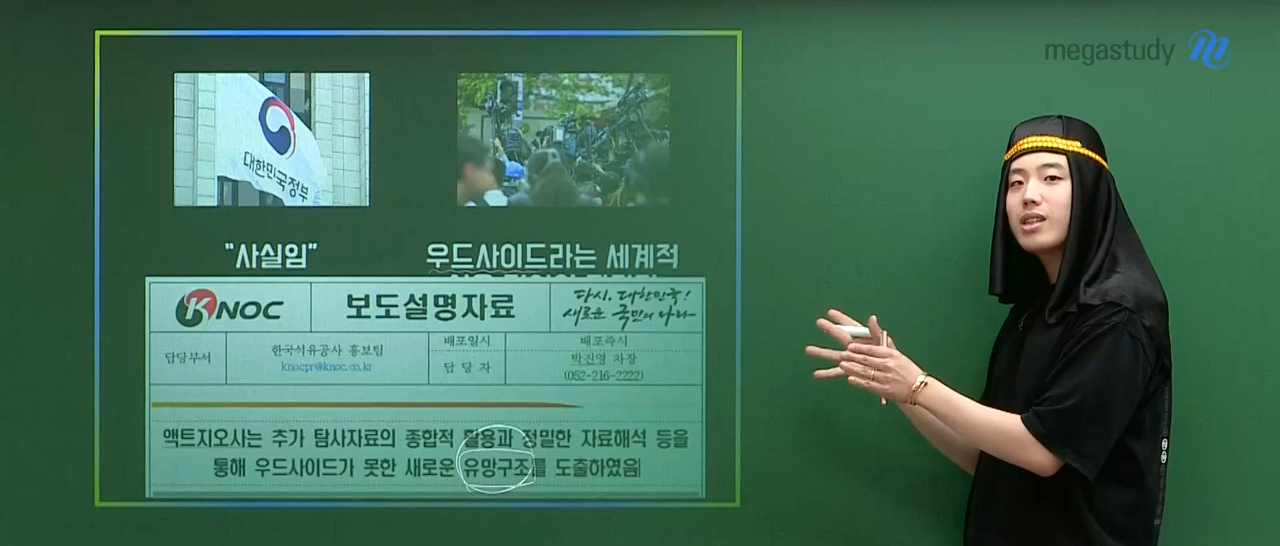 megastudy
대한민국정부
"사실임"
우드사이드라는 세계적
KNOC
보도설명자료
다시, 대한민국!
새로운 국민의 나라
담당부서
한국석유공사 홍보팀
knocpr@knoc.co.kr
배포일시
배포즉시
담 당 자
박진영 차장
(052-216-2222)
액트지오사는 추가 탐사자료의 종합적 활용과 정밀한 자료해석 등을
통해 우드사이드가 못한 새로운 유망구조를 도출하였음